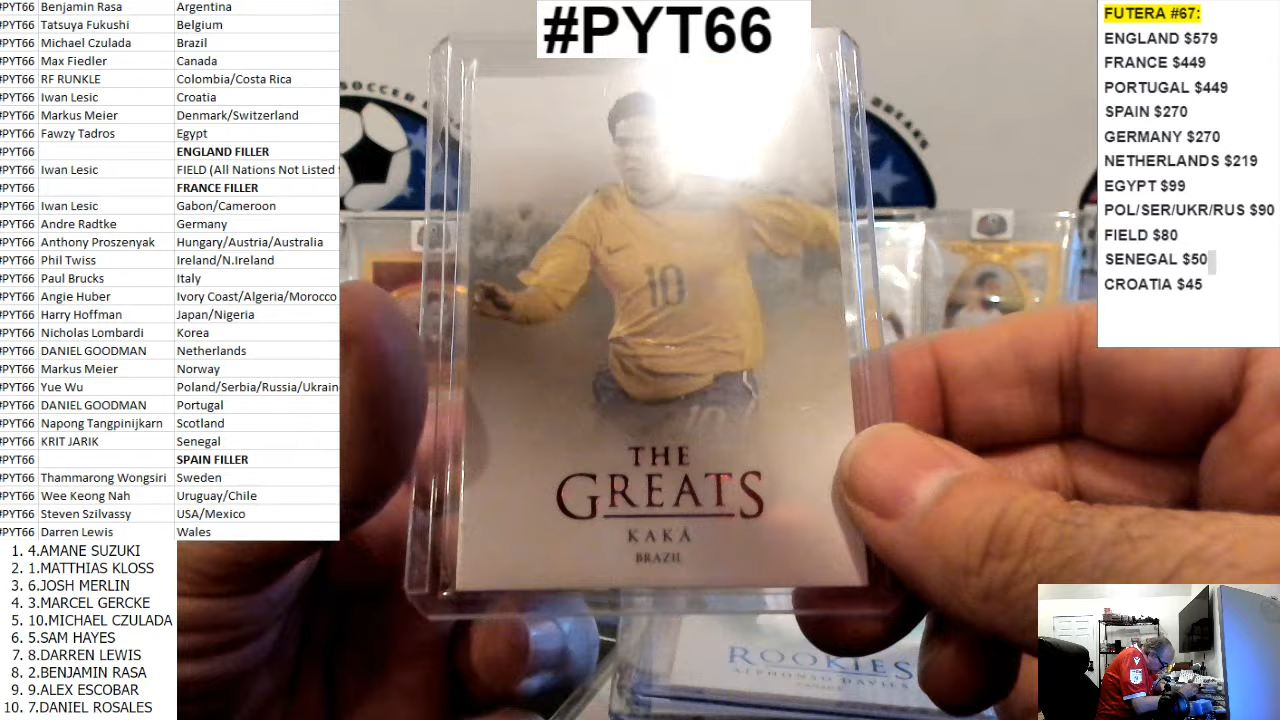 #PYT66 Benjamin Rasa Argentina
#PYT66 Tatsuya Fukushi Belgium
#PYT66 Michael Czulada Brazil
#PYT66 Max Fiedler Canada
#PYT66 RF RUNKLE Colombia/Costa Rica
#PYT66 Iwan Lesic Croatia
#PYT66 Markus Meier Denmark/Switzerland
#PYT66 Fawzy Tadros Egypt
#PYT66 ENGLAND FILLER
#PYT66 Iwan Lesic FIELD (All Nations Not Listed
#PYT66 FRANCE FILLER
#PYT66 Iwan Lesic Gabon/Cameroon
#PYT66 Andre Radtke Germany
#PYT66 Anthony Proszenyak Hungary/Austria/Australia
#PYT66 Phil Twiss Ireland/N.Ireland
#PYT66 Paul Brucks Italy
#PYT66 Angie Huber Ivory Coast/Algeria/Morocco
#PYT66 Harry Hoffman Japan/Nigeria
#PYT66 Nicholas Lombardi Korea
#PYT66 DANIEL GOODMAN Netherlands
#PYT66 Markus Meier Norway
#PYT66 Yue Wu Poland/Serbia/Russia/Ukrain
#PYT66 DANIEL GOODMAN Portugal
#PYT66 Napong Tangpinijkarn Scotland
#PYT66 KRIT JARIK Senegal
#PYT66 SPAIN FILLER
#PYT66 Thammarong Wongsiri Sweden
#PYT66 Wee Keong Nah Uruguay/Chile
#PYT66 Steven Szilvassy USA/Mexico
#PYT66 Darren Lewis Wales
1. 4.AMANE SUZUKI
2. 1.MATTHIAS KLOSS
3. 6.JOSH MERLIN
4. 3.MARCEL GERCKE
5. 10.MICHAEL CZULADA
6. 5.SAM HAYES
7. 8.DARREN LEWIS
8. 2.BENJAMIN RASA
9. 9.ALEX ESCOBAR
10. 7.DANIEL ROSALES
#PYT66
SOCCER
BREAKS
10
10
THE
GREATS
KAKÁ
BRAZIL
ROOKIES
ALPHONSO DAVIES
CANADA
FUTERA #67:
ENGLAND $579
FRANCE $449
PORTUGAL $449
SPAIN $270
GERMANY $270
NETHERLANDS $219
EGYPT $99
POL/SER/UKR/RUS $90
FIELD $80
SENEGAL $50
CROATIA $45